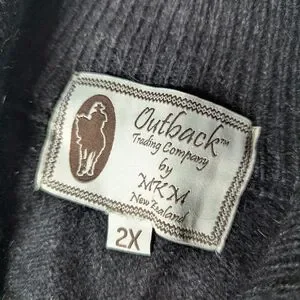 Outback™
Trading Company
by
MKM
New Zealand
2X